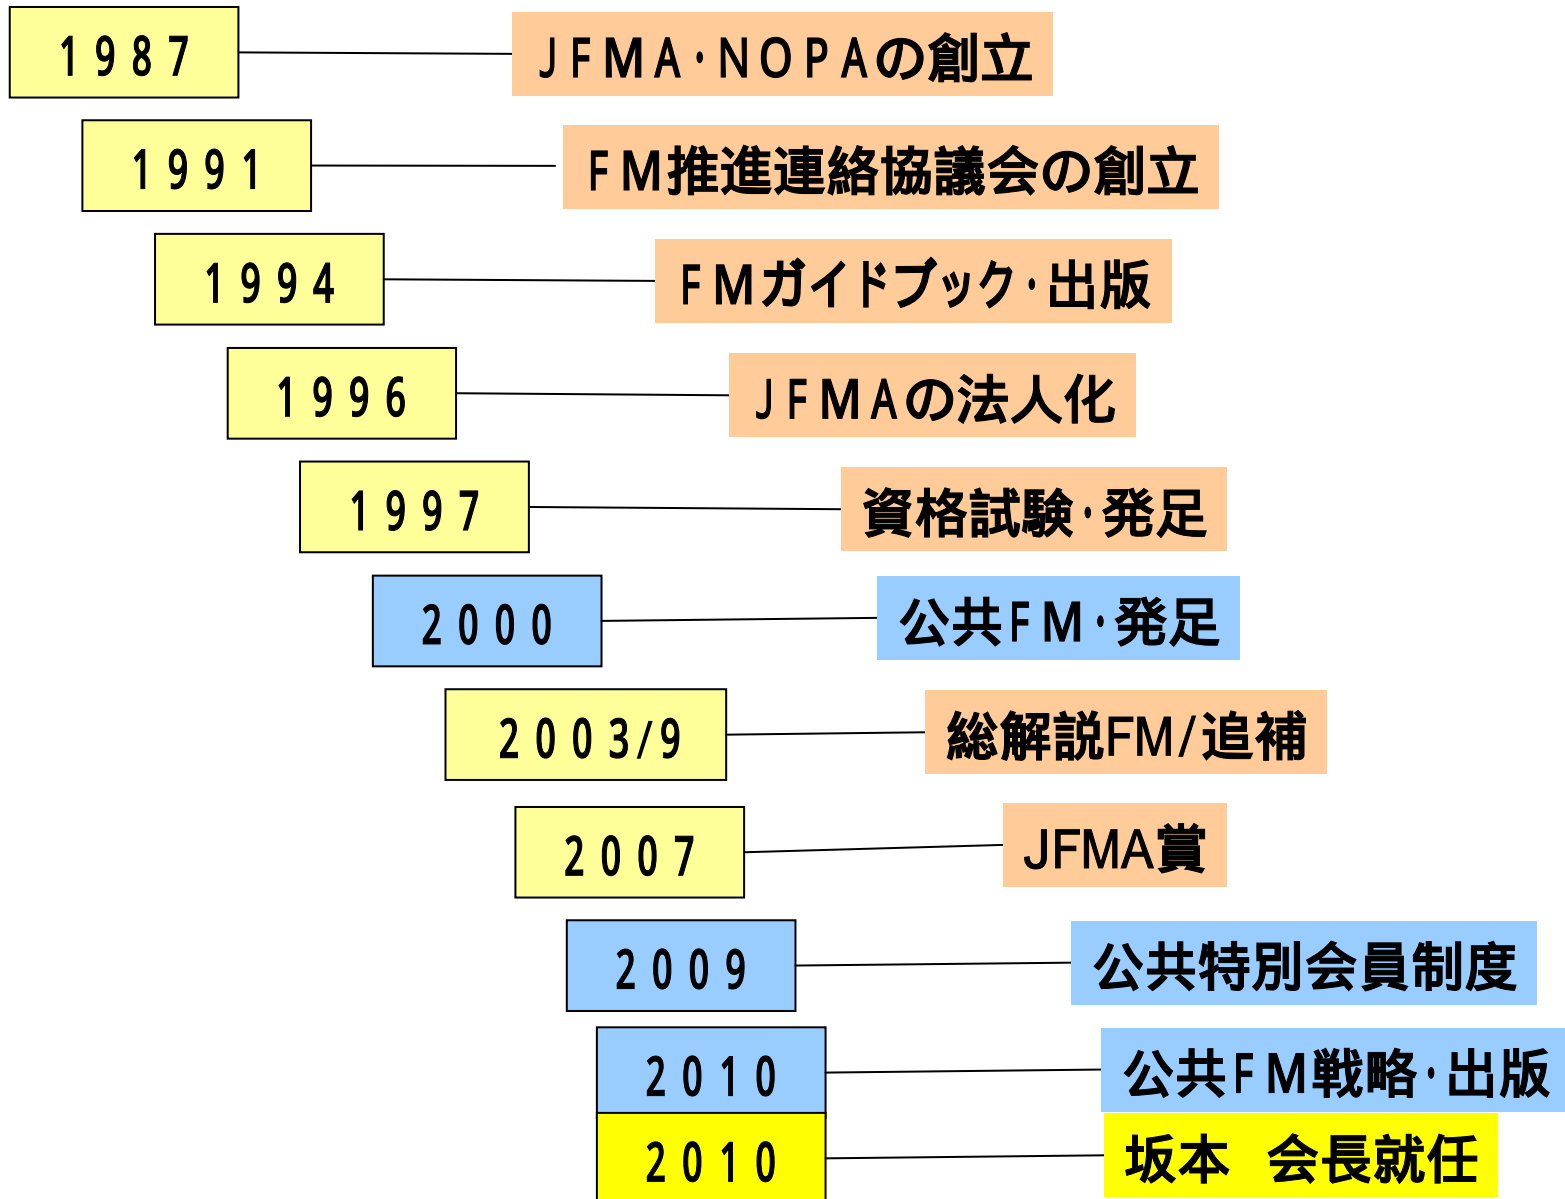 １９８７
ＪＦＭＡ・ＮＯＰＡの創立
１９９１
ＦＭ推進連絡協議会の創立
１９９４
ＦＭガイドブック・出版
１９９６
ＪＦＭＡの法人化
１９９７
資格試験・発足
２０００
公共ＦＭ・発足
２００３/９
総解説FM/追補
２００７
JFMA賞
２００９
公共特別会員制度
２０１０
公共ＦＭ戦略・出版
２０１０
坂本　会長就任